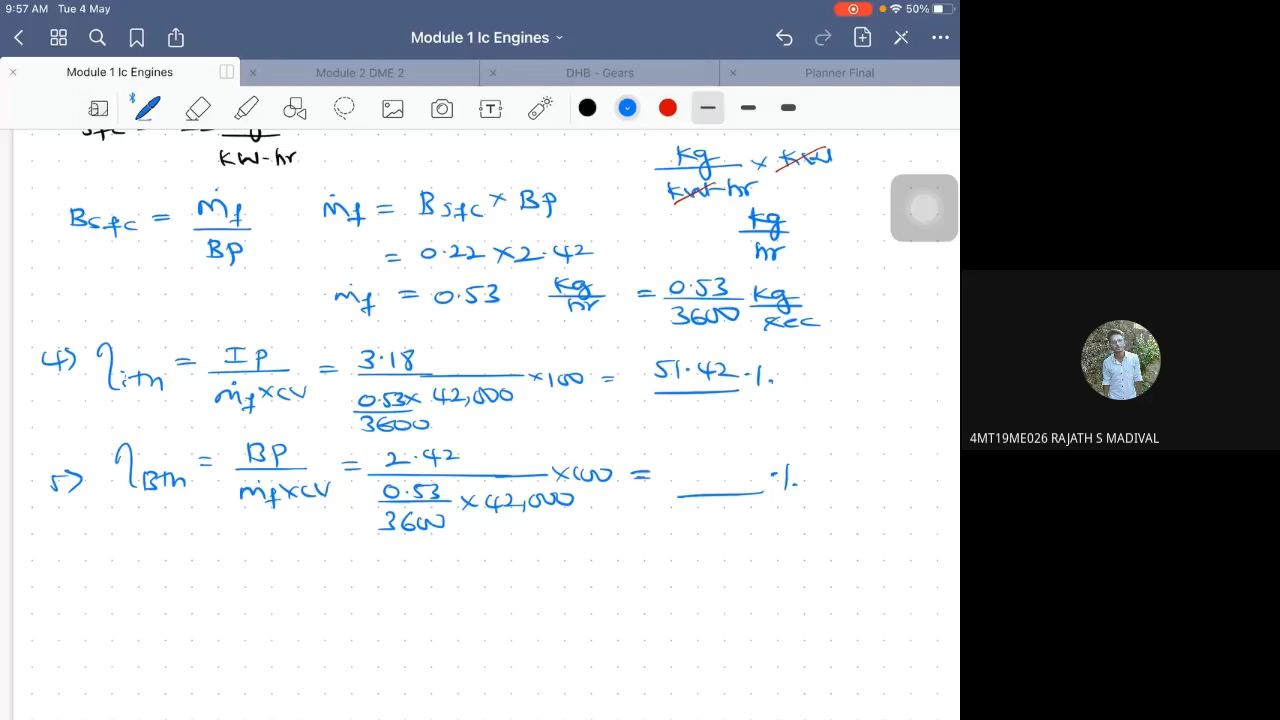 9:57 AM Tue 4 May
50%
Module 1 Ic Engines
Module 1 Ic Engines
Module 2 DME 2
DHB - Gears
Planner Final
kW-hr
kg/kW-hr × kW
kg/hr
Bsfc = ṁf/BP
ṁf = Bsfc × BP
= 0.22 × 2.42
ṁf = 0.53 kg/hr = 0.53/3600 kg/sec
4) ηith = IP/ṁf×CV = 3.18/(0.53/3600 × 42,000) ×100 = 51.42 %.
5) ηBth = BP/ṁf×CV = 2.42/(0.53/3600 × 42,000) ×100 = ____ %.
4MT19ME026 RAJATH S MADIVAL